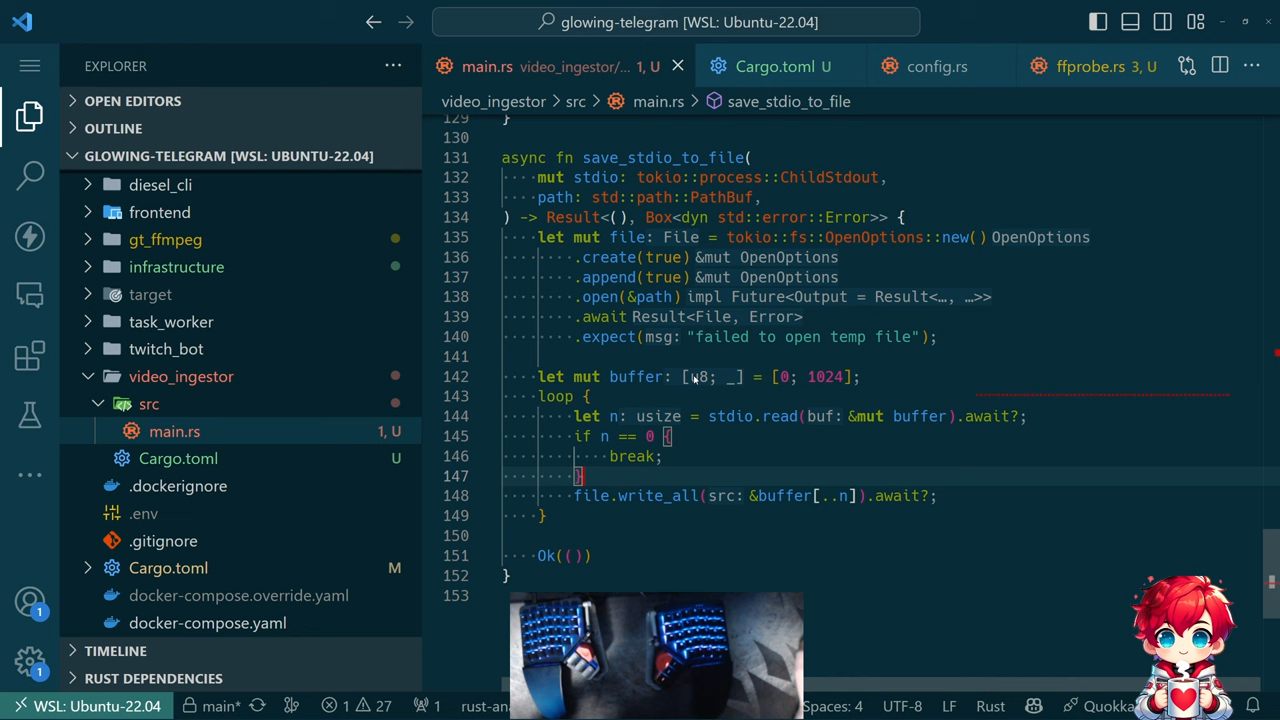 glowing-telegram [WSL: Ubuntu-22.04]
EXPLORER
OPEN EDITORS
OUTLINE
GLOWING-TELEGRAM [WSL: UBUNTU-22.04]
diesel_cli
frontend
gt_ffmpeg
infrastructure
target
task_worker
twitch_bot
video_ingestor
src
main.rs 1, U
Cargo.toml U
.dockerignore
.env
.gitignore
Cargo.toml M
docker-compose.override.yaml
docker-compose.yaml
TIMELINE
RUST DEPENDENCIES
main.rs video_ingestor/... 1, U
Cargo.toml U
config.rs
ffprobe.rs 3, U
video_ingestor > src > main.rs > save_stdio_to_file
129 }
130
131 async fn save_stdio_to_file(
132 ····mut stdio: tokio::process::ChildStdout,
133 ····path: std::path::PathBuf,
134 ) -> Result<(), Box<dyn std::error::Error>> {
135 ····let mut file: File = tokio::fs::OpenOptions::new() OpenOptions
136 ········.create(true) &mut OpenOptions
137 ········.append(true) &mut OpenOptions
138 ········.open(&path) impl Future<Output = Result<…, …>>
139 ········.await Result<File, Error>
140 ········.expect(msg: "failed to open temp file");
141
142 ····let mut buffer: [u8; _] = [0; 1024];
143 ····loop {
144 ········let n: usize = stdio.read(buf: &mut buffer).await?;
145 ········if n == 0 {
146 ············break;
147 ········}
148 ········file.write_all(src: &buffer[..n]).await?;
149 ····}
150
151 ····Ok(())
152 }
153
1
1
WSL: Ubuntu-22.04 main* 1 27 1 rust-an
Spaces: 4 UTF-8 LF Rust Quokka